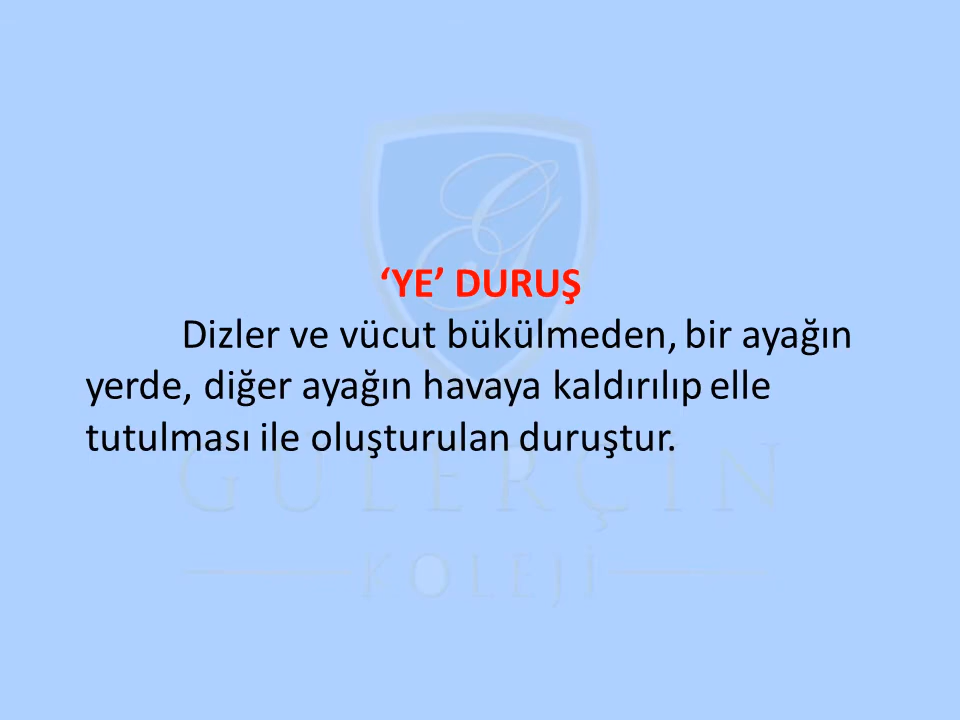 ‘YE’ DURUŞ
Dizler ve vücut bükülmeden, bir ayağın
yerde, diğer ayağın havaya kaldırılıp elle
tutulması ile oluşturulan duruştur.
GÜLERÇİN
KOLEJİ